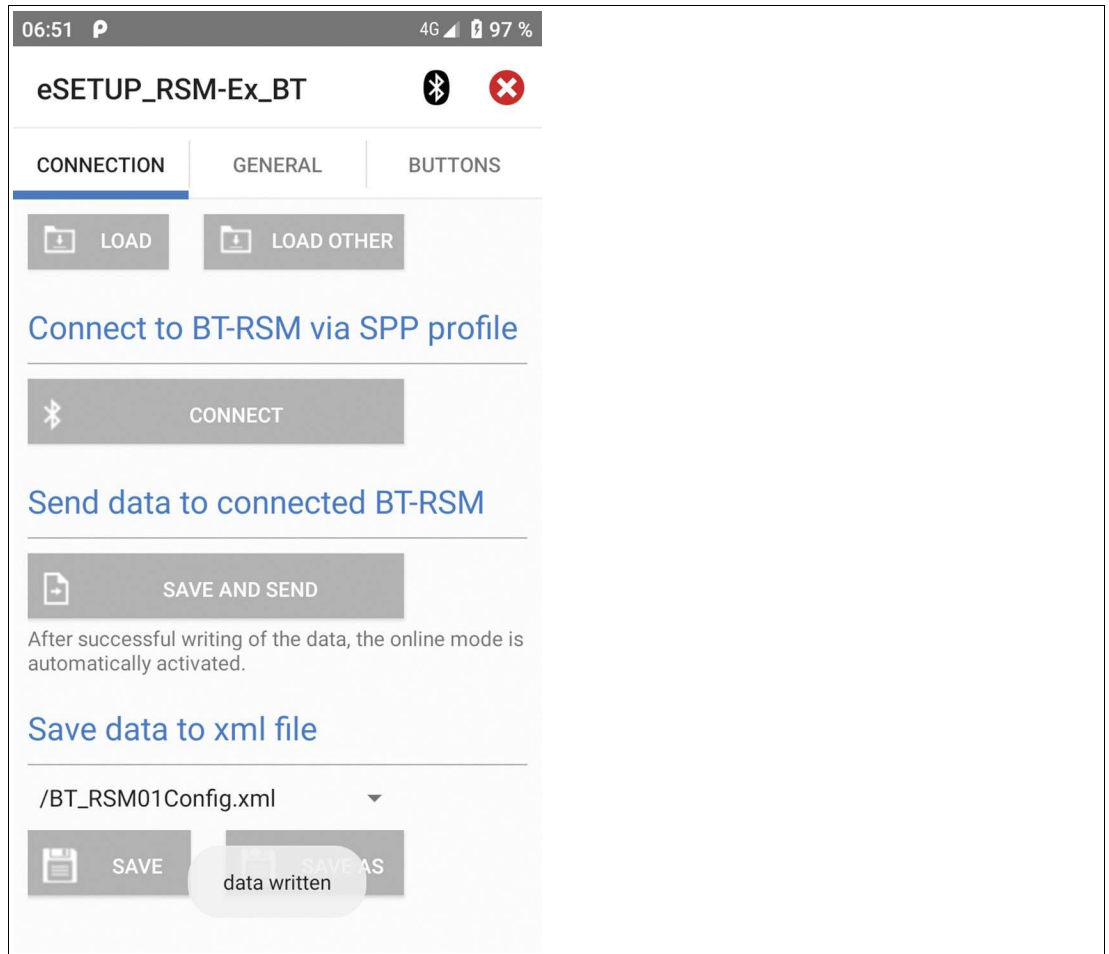 06:51 P 4G 97 %
eSETUP_RSM-Ex_BT
CONNECTION GENERAL BUTTONS
LOAD LOAD OTHER
Connect to BT-RSM via SPP profile
CONNECT
Send data to connected BT-RSM
SAVE AND SEND
After successful writing of the data, the online mode is
automatically activated.
Save data to xml file
/BT_RSM01Config.xml
SAVE SAVE AS
data written